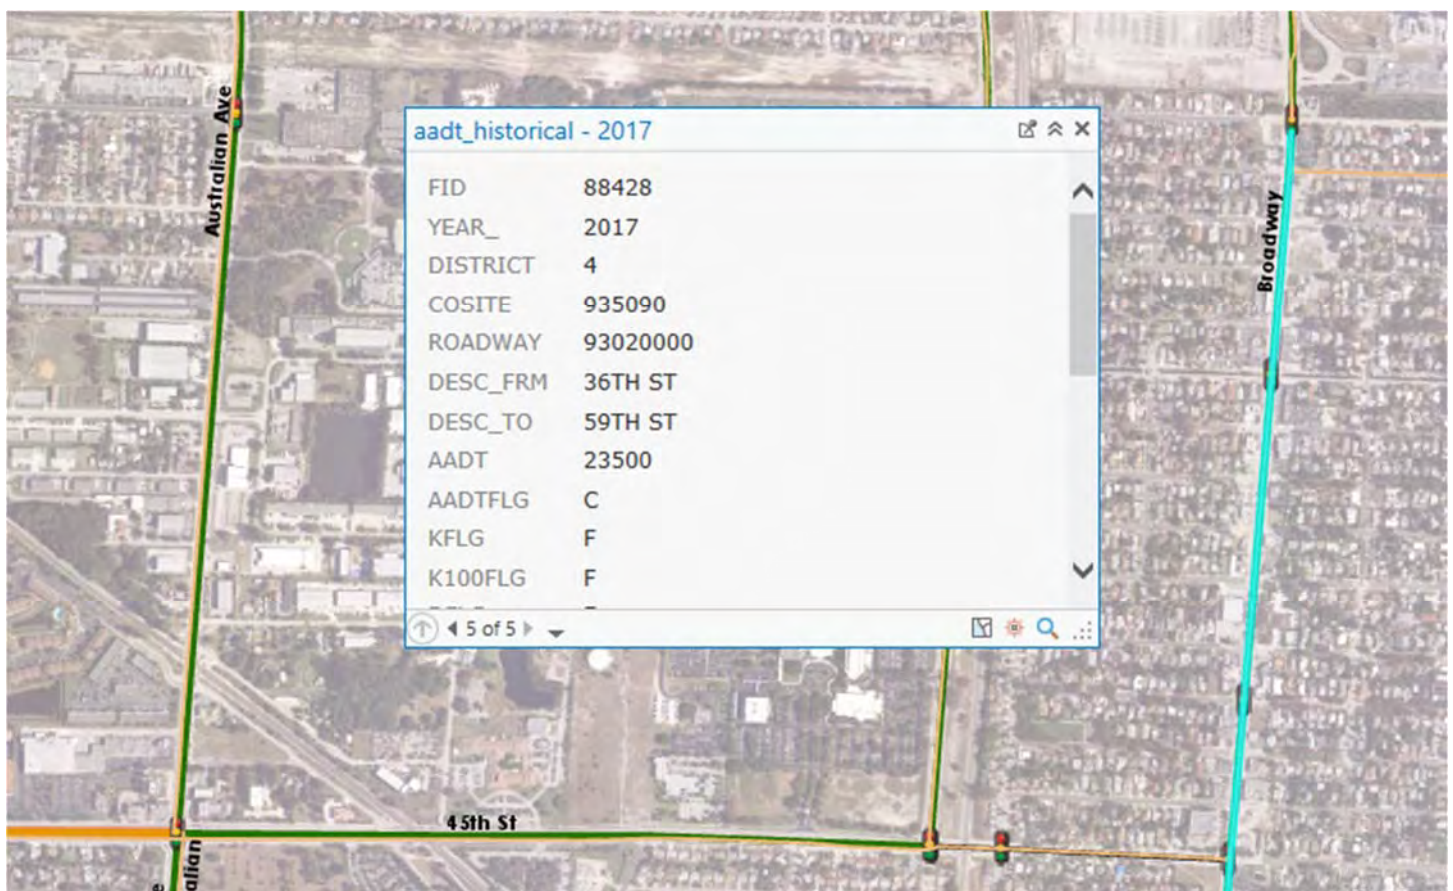 Australian Ave
aadt_historical - 2017
FID 88428
YEAR_ 2017
DISTRICT 4
COSITE 935090
ROADWAY 93020000
DESC_FRM 36TH ST
DESC_TO 59TH ST
AADT 23500
AADTFLG C
KFLG F
K100FLG F
5 of 5
Broadway
45th St